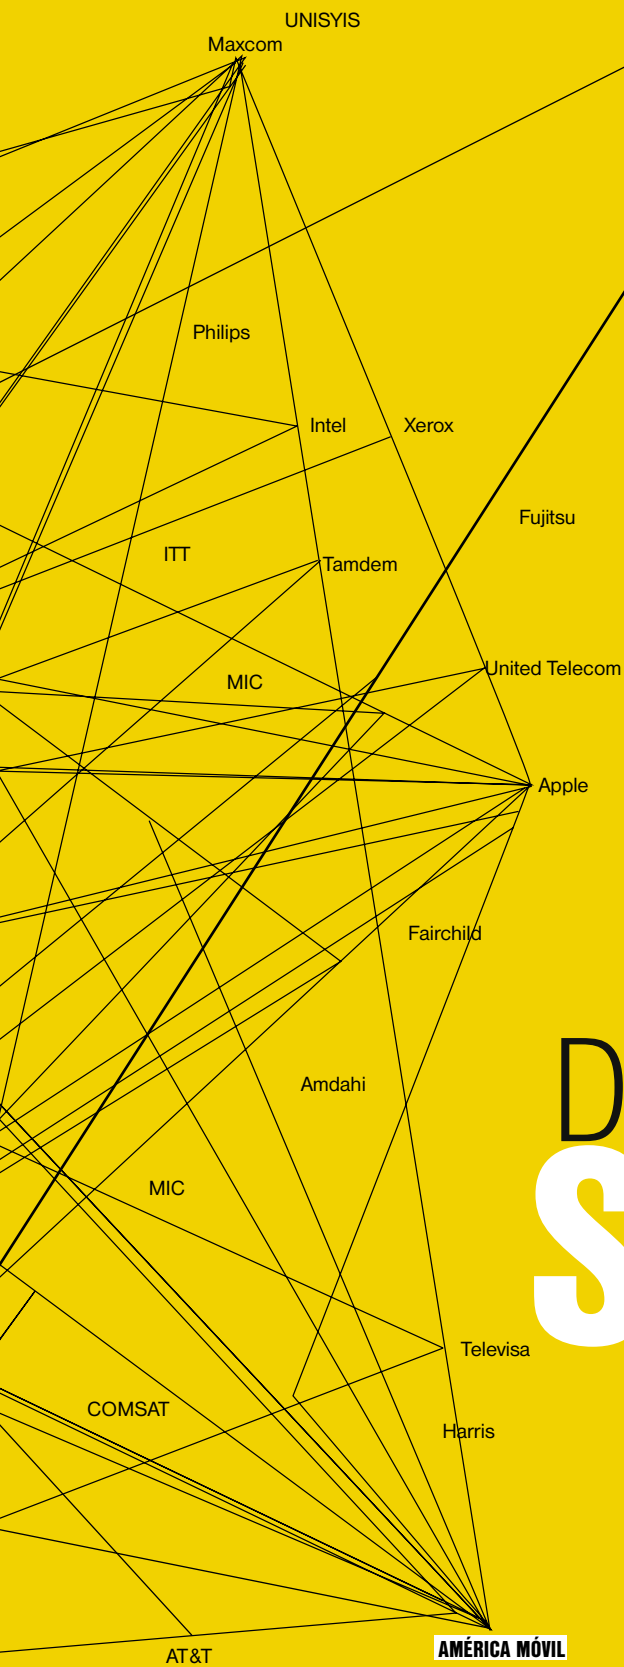 UNISYIS
Maxcom
Philips
Intel
Xerox
Fujitsu
ITT
Tamdem
United Telecom
MIC
Apple
Fairchild
D
Amdahi
S
MIC
Televisa
COMSAT
Harris
AMÉRICA MÓVIL
AT&T